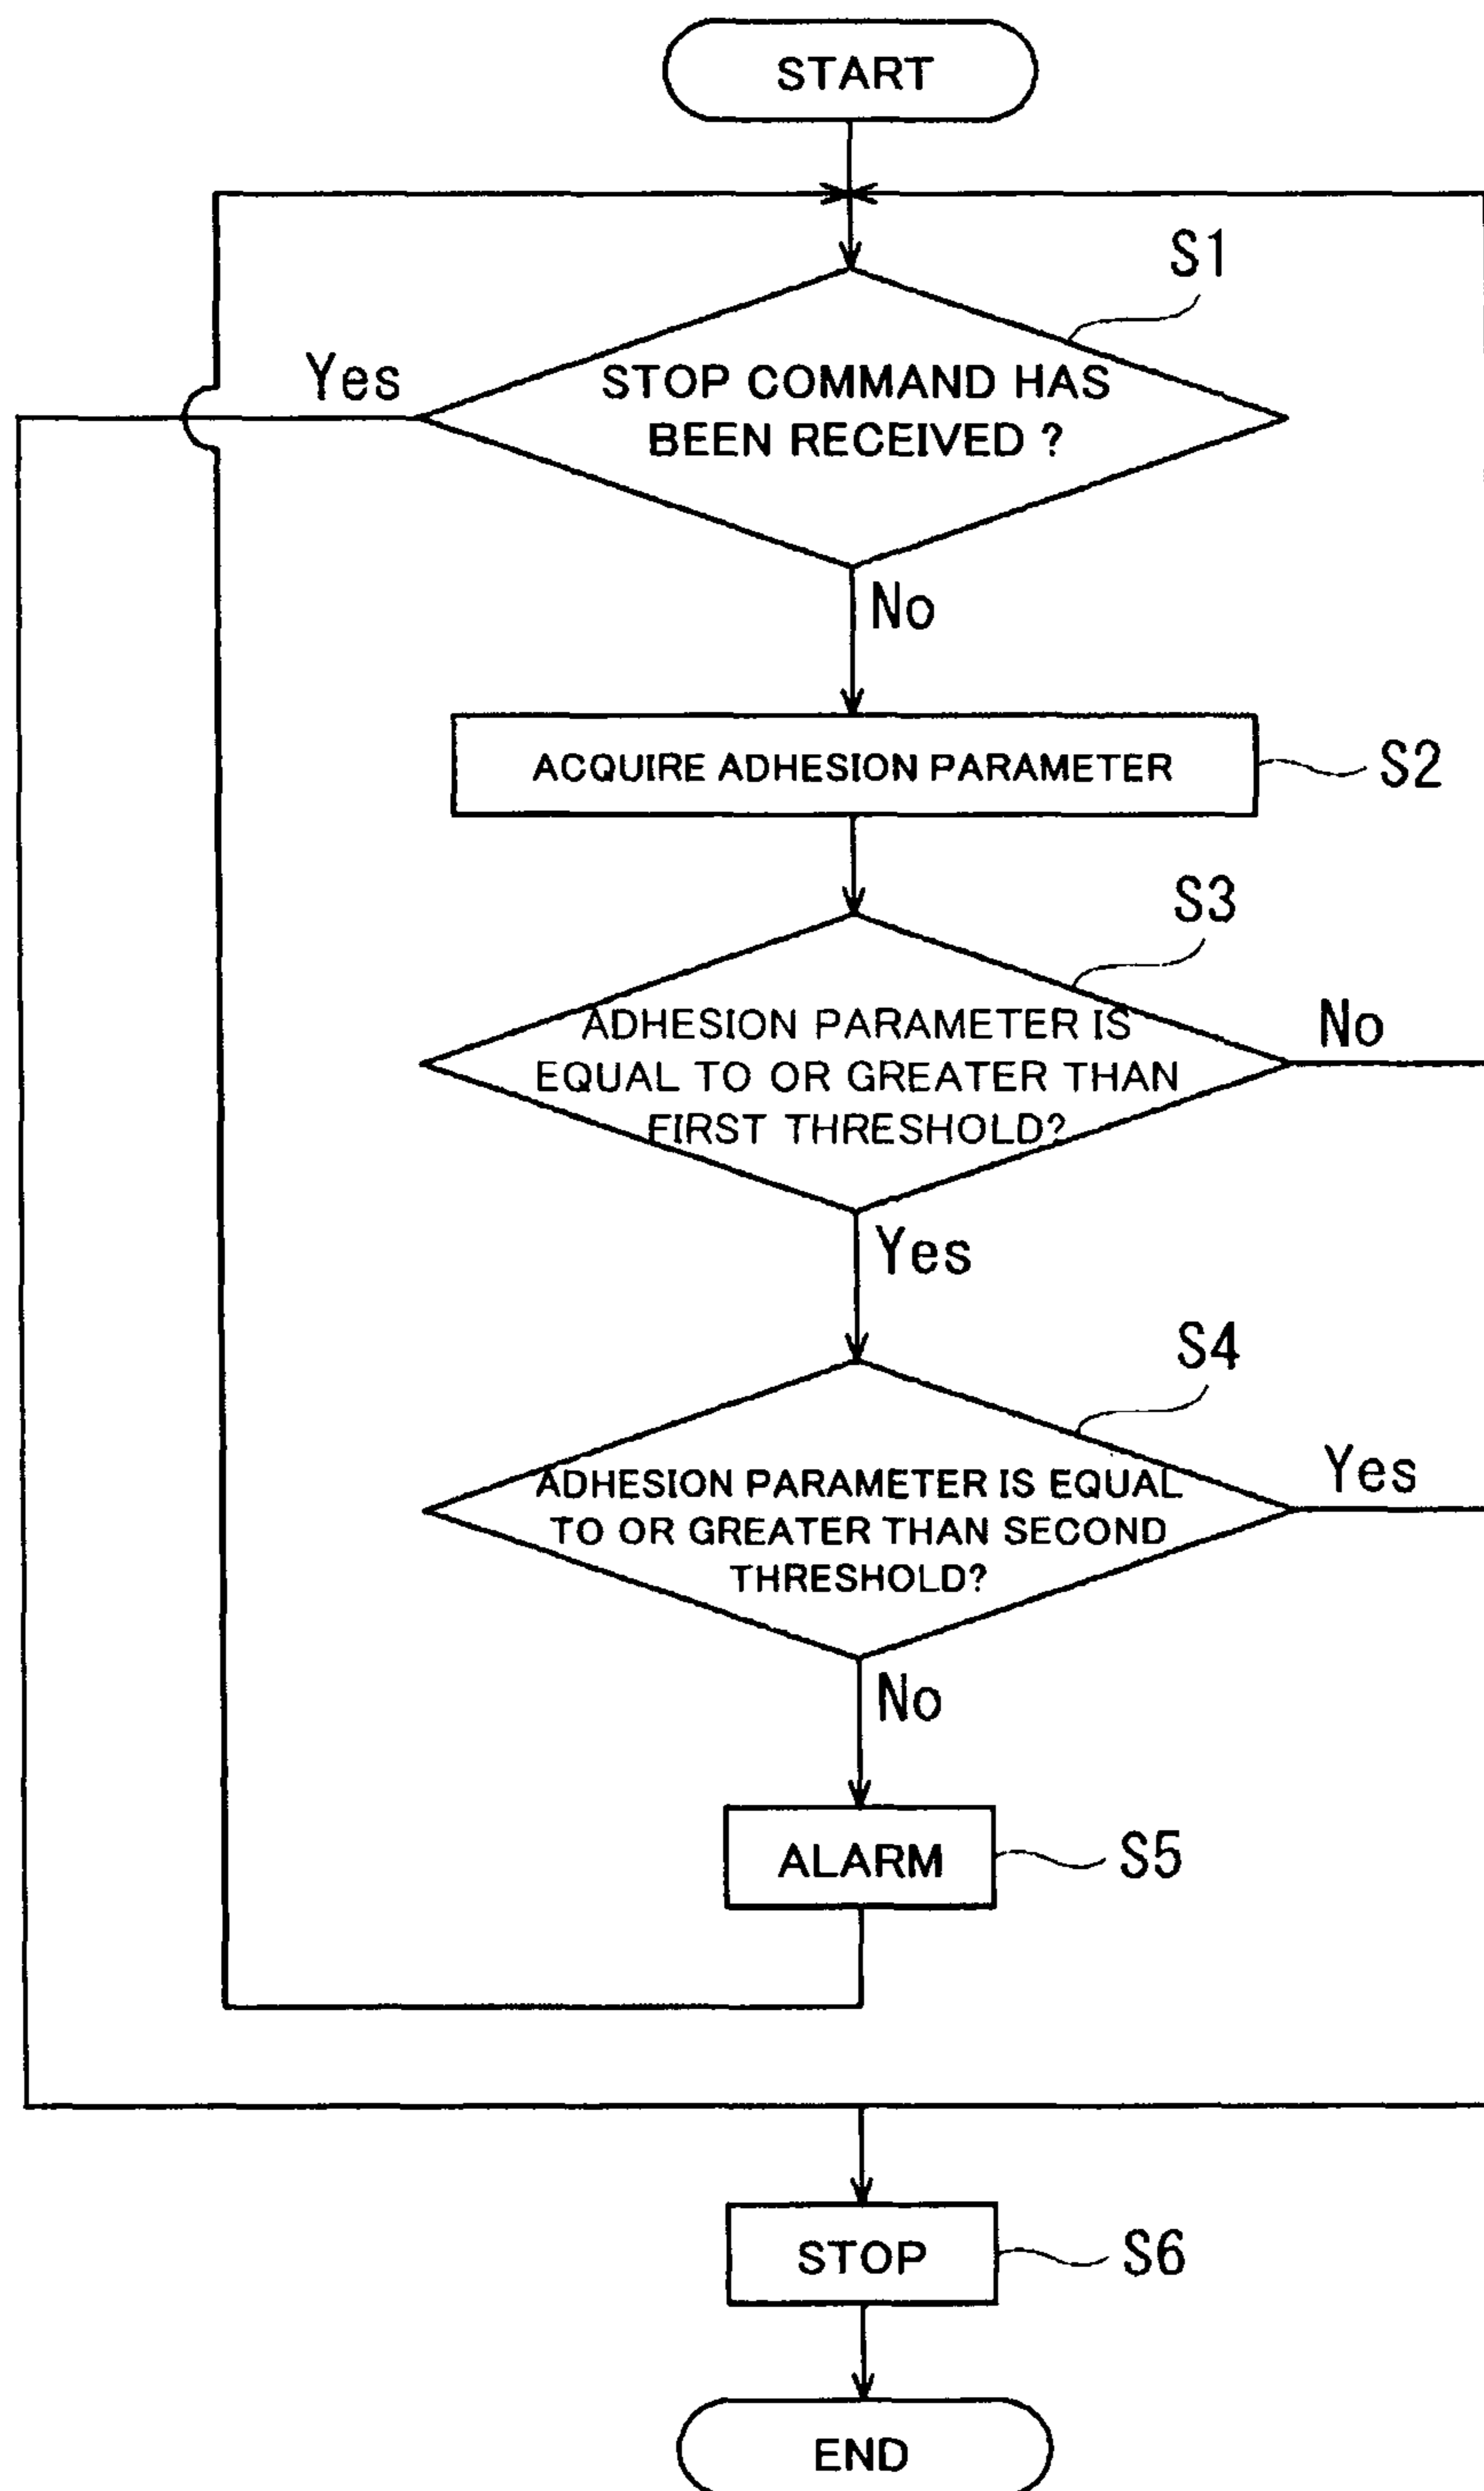 START
S1
Yes
STOP COMMAND HAS
BEEN RECEIVED ?
No
ACQUIRE ADHESION PARAMETER
S2
S3
ADHESION PARAMETER IS
EQUAL TO OR GREATER THAN
FIRST THRESHOLD?
No
Yes
S4
ADHESION PARAMETER IS EQUAL
TO OR GREATER THAN SECOND
THRESHOLD?
Yes
No
ALARM
S5
STOP
S6
END